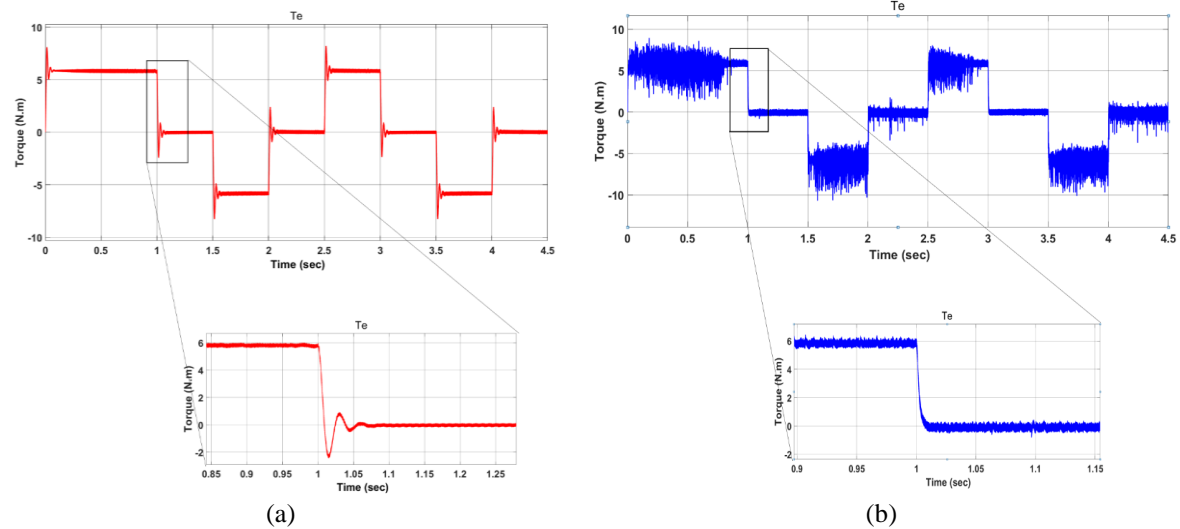 Te
10
5
0
-5
-10
Torque (N.m)
0 0.5 1 1.5 2 2.5 3 3.5 4 4.5
Time (sec)
Te
6
4
2
0
-2
Torque (N.m)
0.85 0.9 0.95 1 1.05 1.1 1.15 1.2 1.25
Time (sec)
(a)
Te
10
5
0
-5
-10
Torque (N.m)
0 0.5 1 1.5 2 2.5 3 3.5 4 4.5
Time (sec)
Te
6
4
2
0
-2
Torque (N.m)
0.9 0.95 1 1.05 1.1 1.15
Time (sec)
(b)